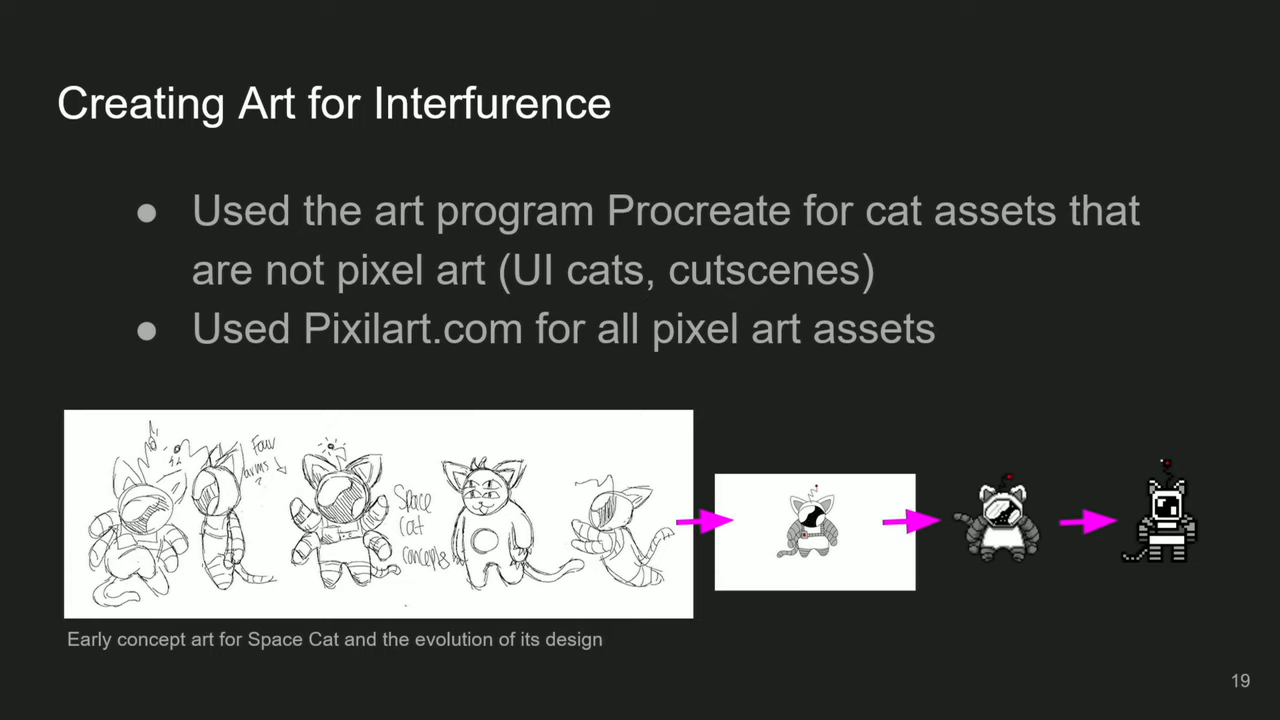 Creating Art for Interfurence
● Used the art program Procreate for cat assets that
are not pixel art (UI cats, cutscenes)
● Used Pixilart.com for all pixel art assets
Four
arms
?
Space
cat
concepts
Early concept art for Space Cat and the evolution of its design
19